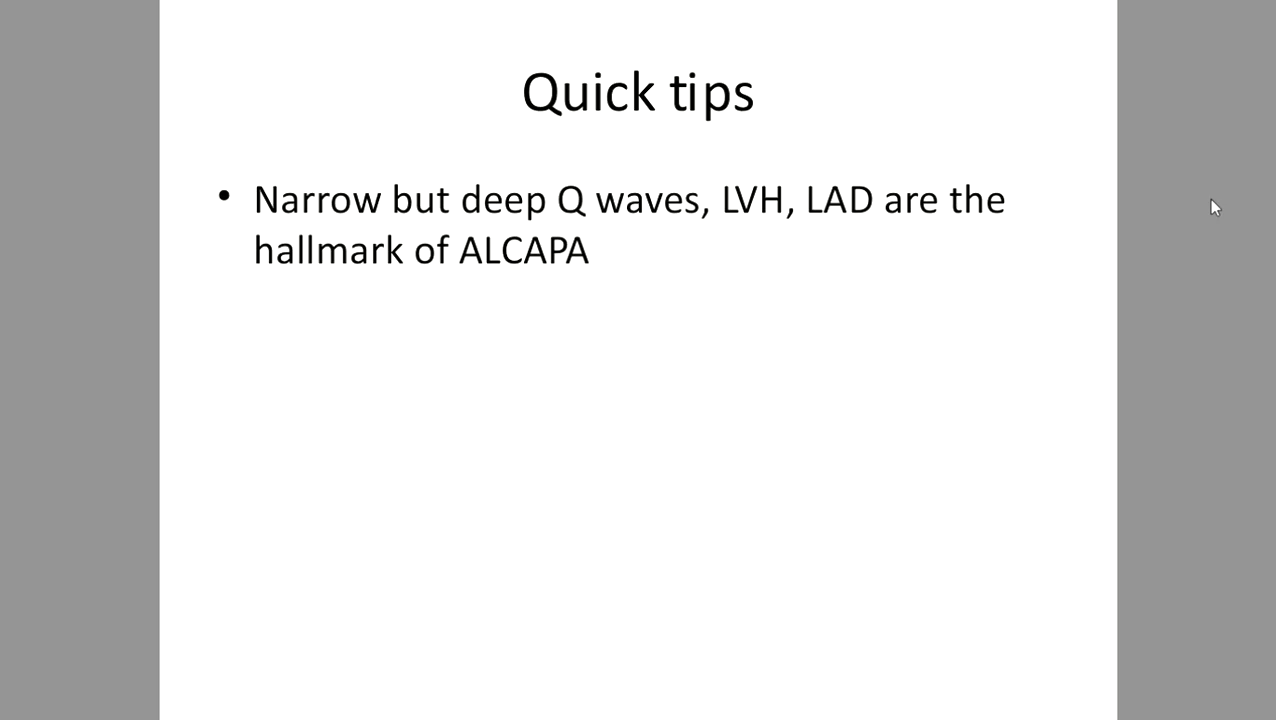 Quick tips
• Narrow but deep Q waves, LVH, LAD are the
hallmark of ALCAPA